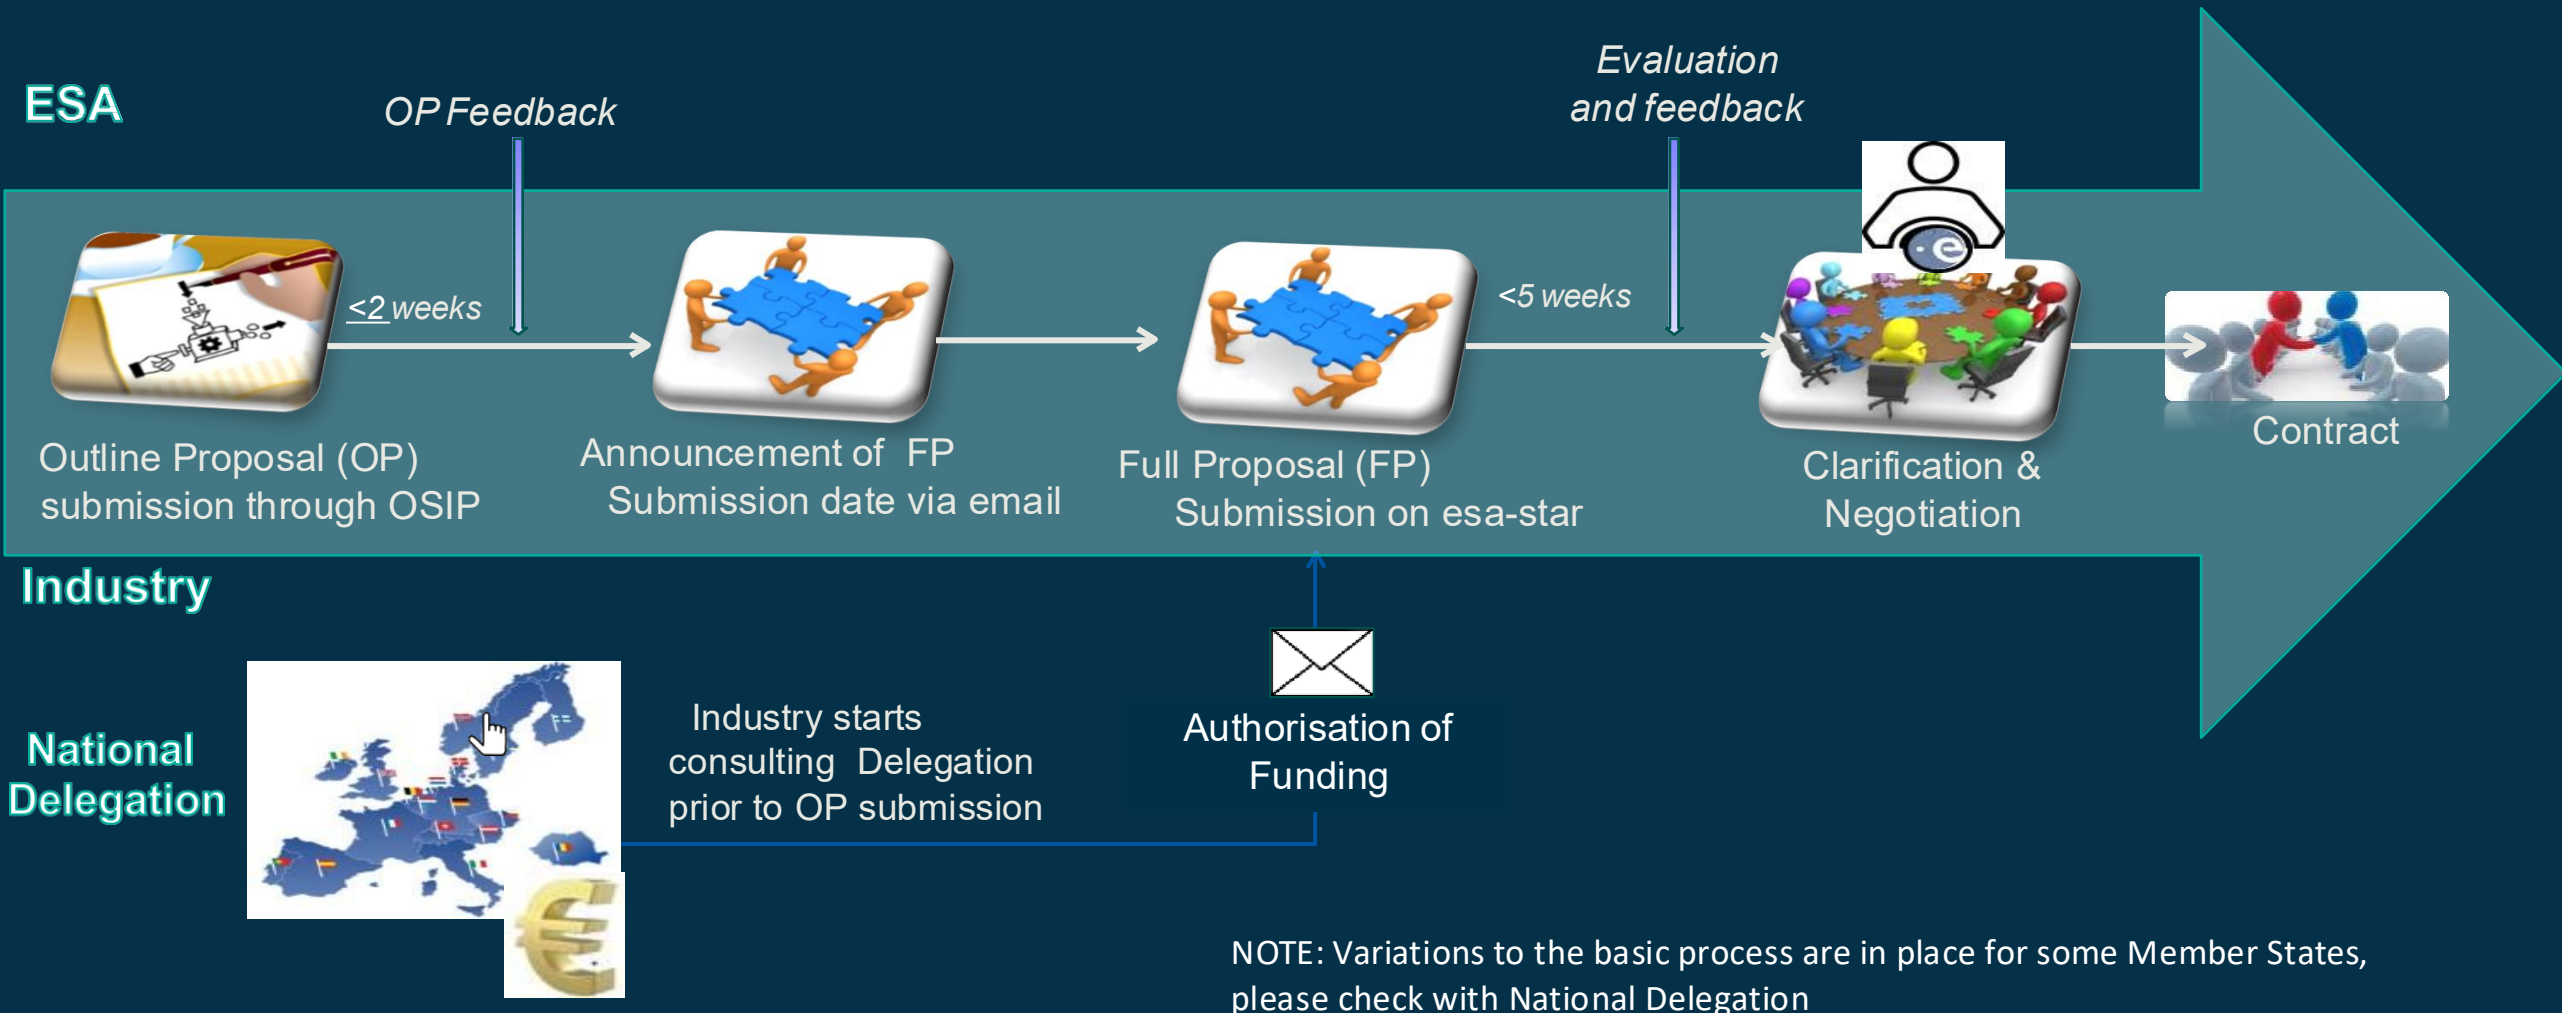 ESA
OP Feedback
Evaluation
and feedback
<2 weeks
<5 weeks
Outline Proposal (OP)
submission through OSIP
Announcement of FP
Submission date via email
Full Proposal (FP)
Submission on esa-star
Clarification &
Negotiation
Contract
Industry
National
Delegation
Industry starts
consulting Delegation
prior to OP submission
Authorisation of
Funding
NOTE: Variations to the basic process are in place for some Member States,
please check with National Delegation